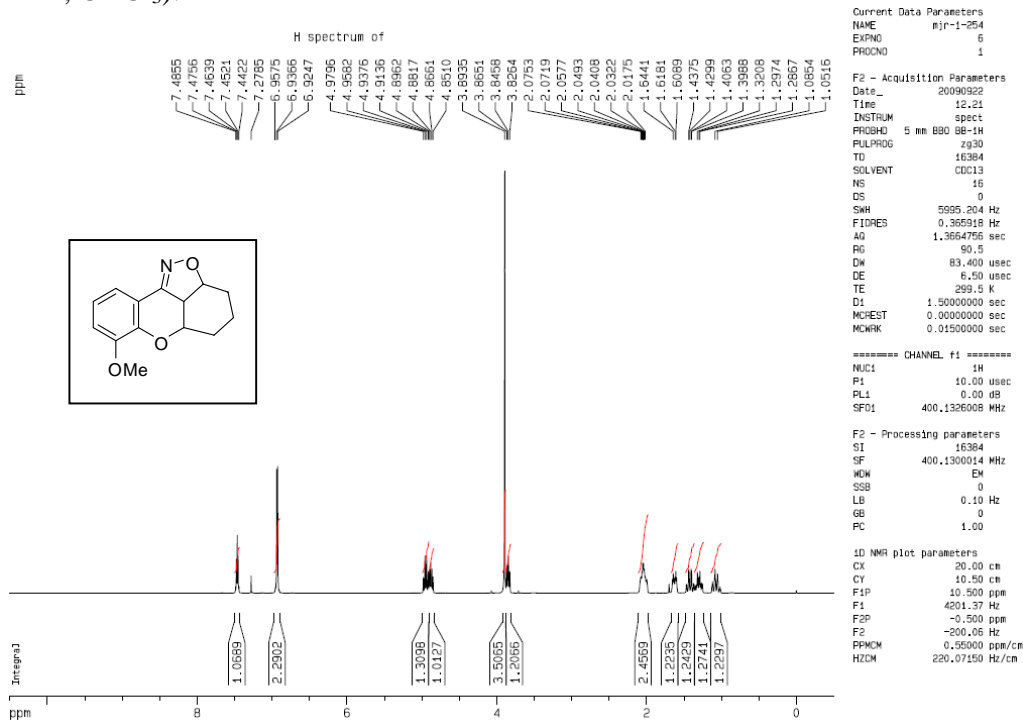 H spectrum of
ppm
7.4855
7.4756
7.4639
7.4521
7.4422
7.2785
6.9575
6.9366
6.9247
4.9796
4.9582
4.9376
4.9136
4.8962
4.8817
4.8661
4.8510
3.8935
3.8651
3.8458
3.8264
2.0753
2.0719
2.0577
2.0493
2.0408
2.0322
2.0175
1.6441
1.6181
1.6089
1.4375
1.4299
1.4063
1.3988
1.3208
1.2974
1.2867
1.0854
1.0516
N O
O
OMe
Integral
1.0689
2.2902
1.3098
1.0127
3.5065
1.2066
2.4569
1.2235
1.2429
1.2741
1.2297
ppm 8 6 4 2 0
Current Data Parameters
NAME mjr-1-254
EXPNO 6
PROCNO 1
F2 - Acquisition Parameters
Date_ 20090922
Time 12.21
INSTRUM spect
PROBHD 5 mm BBO BB-1H
PULPROG zg30
TD 16384
SOLVENT CDCl3
NS 16
DS 0
SWH 5995.204 Hz
FIDRES 0.365918 Hz
AQ 1.3664756 sec
RG 90.5
DW 83.400 usec
DE 6.50 usec
TE 299.5 K
D1 1.50000000 sec
MCREST 0.00000000 sec
MCWRK 0.01500000 sec
======== CHANNEL f1 ========
NUC1 1H
P1 10.00 usec
PL1 0.00 dB
SFO1 400.1326008 MHz
F2 - Processing parameters
SI 16384
SF 400.1300014 MHz
WDW EM
SSB 0
LB 0.10 Hz
GB 0
PC 1.00
1D NMR plot parameters
CX 20.00 cm
CY 10.50 cm
F1P 10.500 ppm
F1 4201.37 Hz
F2P -0.500 ppm
F2 -200.06 Hz
PPMCM 0.55000 ppm/cm
HZCM 220.07150 Hz/cm